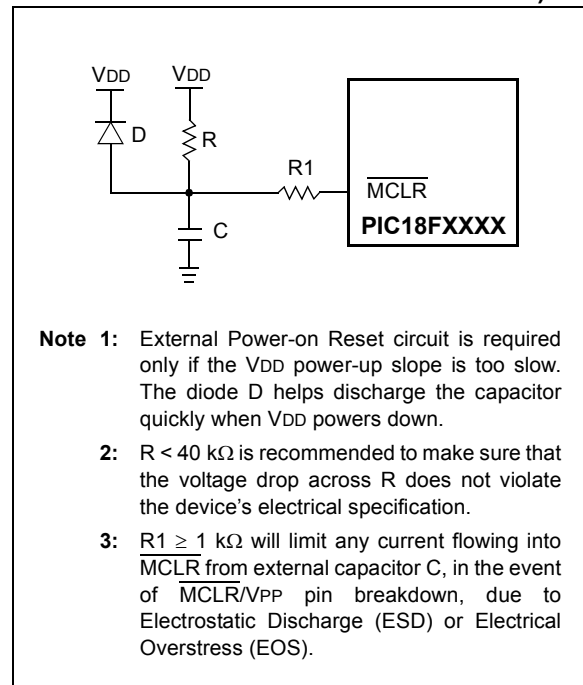 VDD VDD
D
R
R1
C
MCLR
PIC18FXXXX
Note 1: External Power-on Reset circuit is required
only if the VDD power-up slope is too slow.
The diode D helps discharge the capacitor
quickly when VDD powers down.
2: R < 40 kΩ is recommended to make sure that
the voltage drop across R does not violate
the device's electrical specification.
3: R1 ≥ 1 kΩ will limit any current flowing into
MCLR from external capacitor C, in the event
of MCLR/VPP pin breakdown, due to
Electrostatic Discharge (ESD) or Electrical
Overstress (EOS).